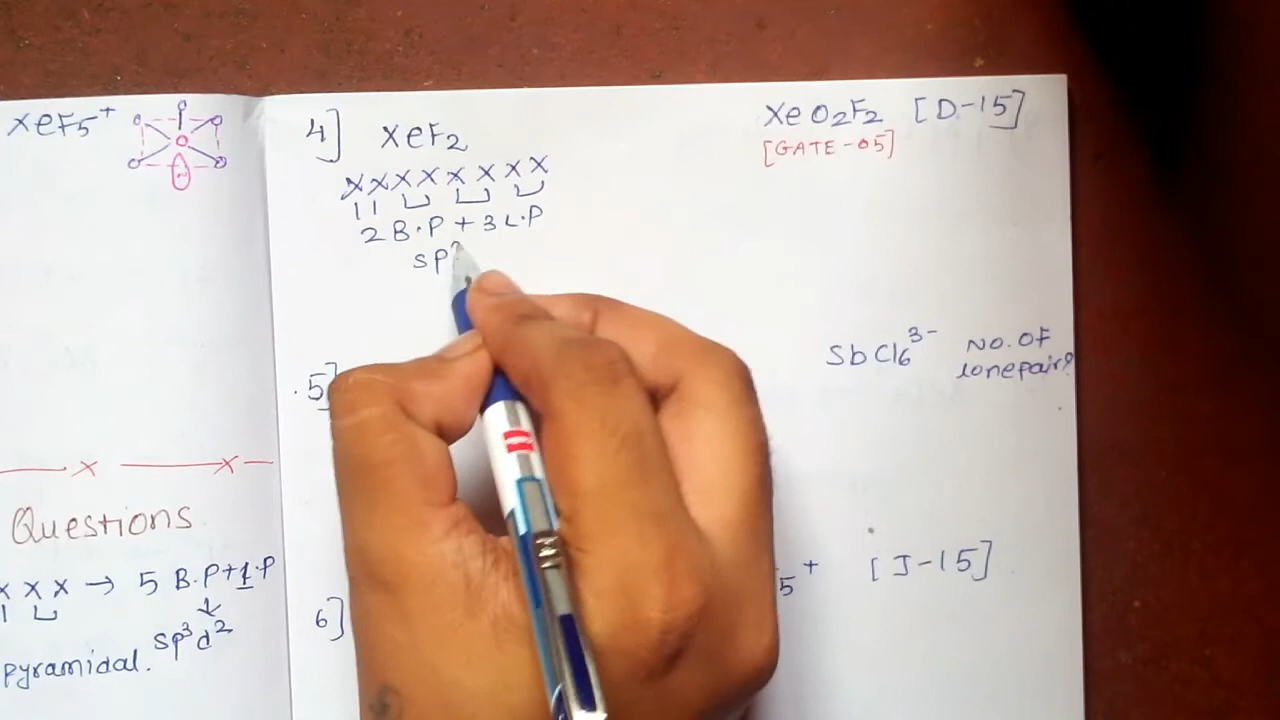 XeF5+
Questions
x x x → 5 B.P+1.P
sp3d2
pyramidal.
4] XeF2
x x x x x x x x
2 B.P + 3 L.P
sp
.5]
6]
XeO2F2 [D-15]
[GATE-05]
SbCl6 3- No. OF
lonepair?
5+ [J-15]